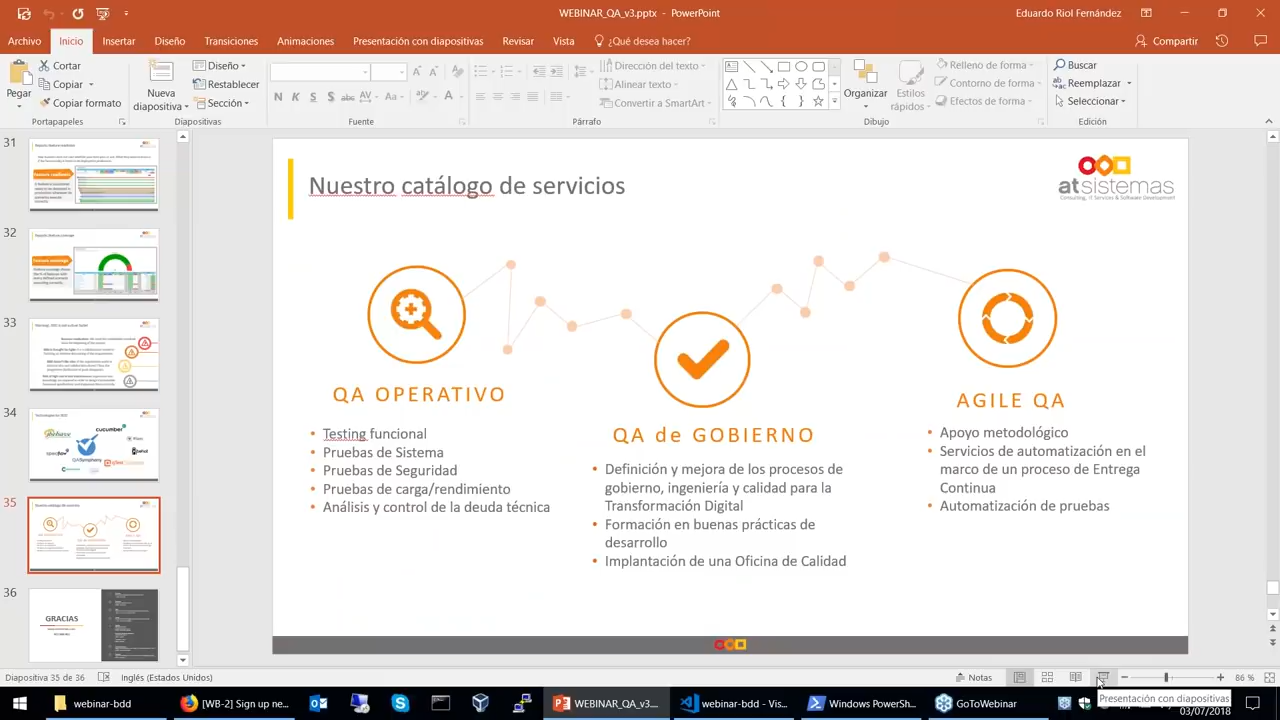 WEBINAR_QA_v3.pptx - PowerPoint
Eduardo Riol Fernández
Archivo Inicio Insertar Diseño Transiciones Animaciones Presentación con diapositivas Revisar Vista ¿Qué desea hacer? Compartir
Pegar
Cortar
Copiar
Copiar formato
Portapapeles
Nueva diapositiva
Diseño
Restablecer
Sección
Diapositivas
N K S S abc AV Aa A
Fuente
Dirección del texto
Alinear texto
Convertir a SmartArt
Párrafo
Organizar
Estilos rápidos
Relleno de forma
Contorno de forma
Efectos de forma
Dibujo
Buscar
Reemplazar
Seleccionar
Edición
31
32
33
34
cucumber
35
36
GRACIAS
Nuestro catálogo de servicios
atsistemas
Consulting, IT Services & Software Development
QA OPERATIVO
• Testing funcional
• Pruebas de Sistema
• Pruebas de Seguridad
• Pruebas de carga/rendimiento
• Análisis y control de la deuda técnica
QA de GOBIERNO
• Definición y mejora de los procesos de
gobierno, ingeniería y calidad para la
Transformación Digital
• Formación en buenas prácticas de
desarrollo
• Implantación de una Oficina de Calidad
AGILE QA
• Apoyo metodológico
• Servicios de automatización en el
marco de un proceso de Entrega
Continua
• Automatización de pruebas
Diapositiva 35 de 36 Inglés (Estados Unidos) Notas 86 %
Presentación con diapositivas
webinar-bdd [WB-2] Sign up ne... WEBINAR_QA_v3.... webinar-bdd - Vis... Windows PowerSh... GoToWebinar
03/07/2018